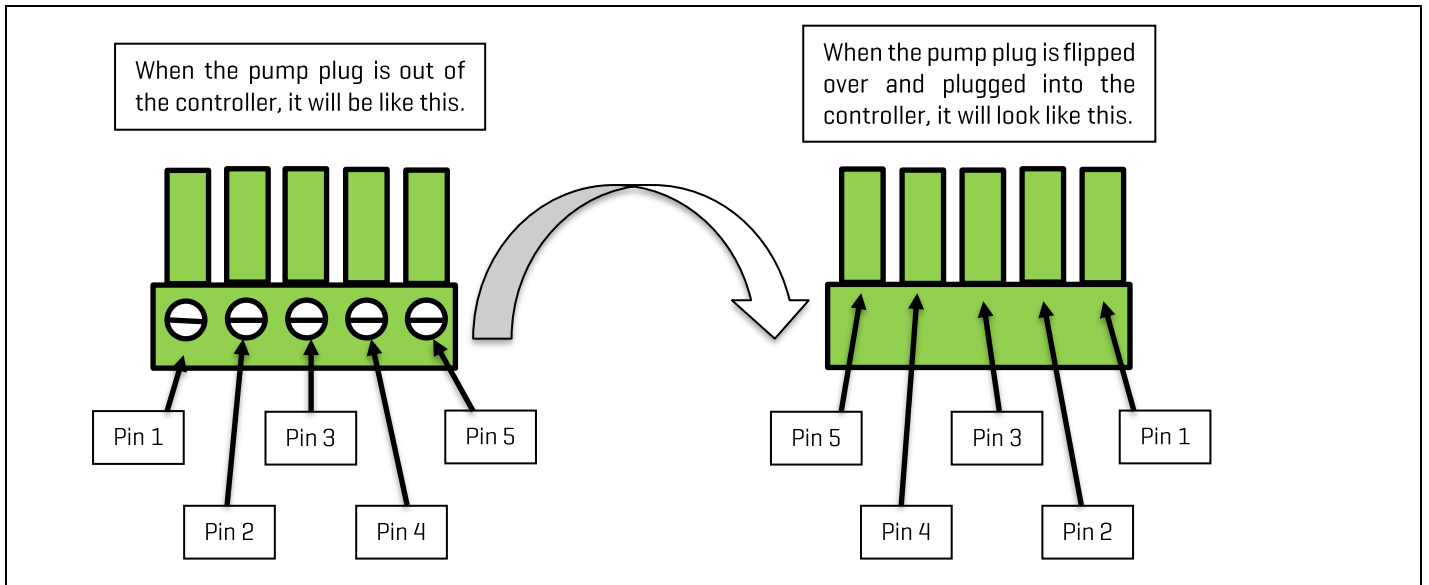 When the pump plug is out of
the controller, it will be like this.
When the pump plug is flipped
over and plugged into the
controller, it will look like this.
Pin 1
Pin 3
Pin 5
Pin 2
Pin 4
Pin 5
Pin 3
Pin 1
Pin 4
Pin 2